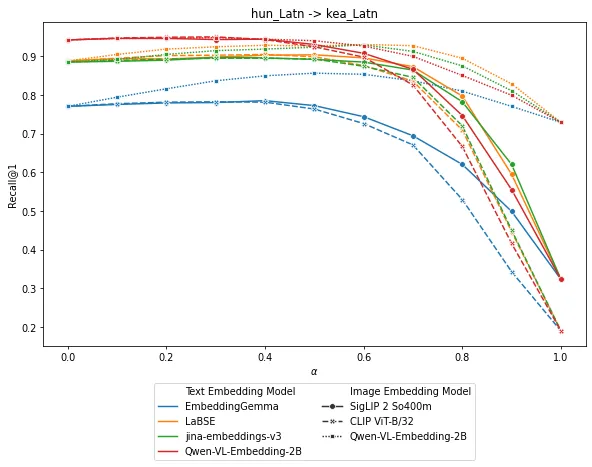 hun_Latn -> kea_Latn
Recall@1
0.9
0.8
0.7
0.6
0.5
0.4
0.3
0.2
0.0 0.2 0.4 0.6 0.8 1.0
α
Text Embedding Model
EmbeddingGemma
LaBSE
jina-embeddings-v3
Qwen-VL-Embedding-2B
Image Embedding Model
SigLIP 2 So400m
CLIP ViT-B/32
Qwen-VL-Embedding-2B